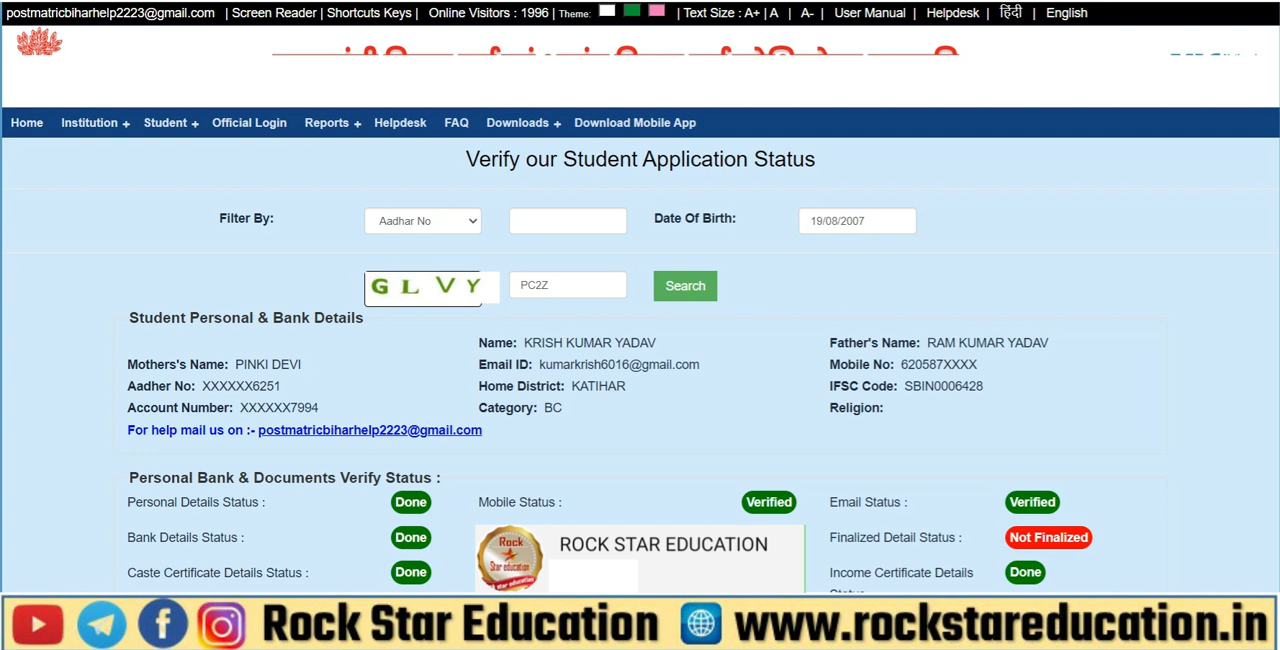 postmatricbiharhelp2223@gmail.com | Screen Reader | Shortcuts Keys | Online Visitors : 1996 | Theme: | Text Size : A+ | A | A- | User Manual | Helpdesk | हिंदी | English
Home Institution + Student + Official Login Reports + Helpdesk FAQ Downloads + Download Mobile App
Verify our Student Application Status
Filter By: Aadhar No Date Of Birth: 19/08/2007
G L V Y PC2Z Search
Student Personal & Bank Details
Name: KRISH KUMAR YADAV Father's Name: RAM KUMAR YADAV
Mothers's Name: PINKI DEVI Email ID: kumarkrish6016@gmail.com Mobile No: 620587XXXX
Aadher No: XXXXXX6251 Home District: KATIHAR IFSC Code: SBIN0006428
Account Number: XXXXXX7994 Category: BC Religion:
For help mail us on :- postmatricbiharhelp2223@gmail.com
Personal Bank & Documents Verify Status :
Personal Details Status : Done Mobile Status : Verified Email Status : Verified
Bank Details Status : Done Rock Star education ROCK STAR EDUCATION Finalized Detail Status : Not Finalized
Caste Certificate Details Status : Done rock star education Income Certificate Details Done
Rock Star Education www.rockstareducation.in